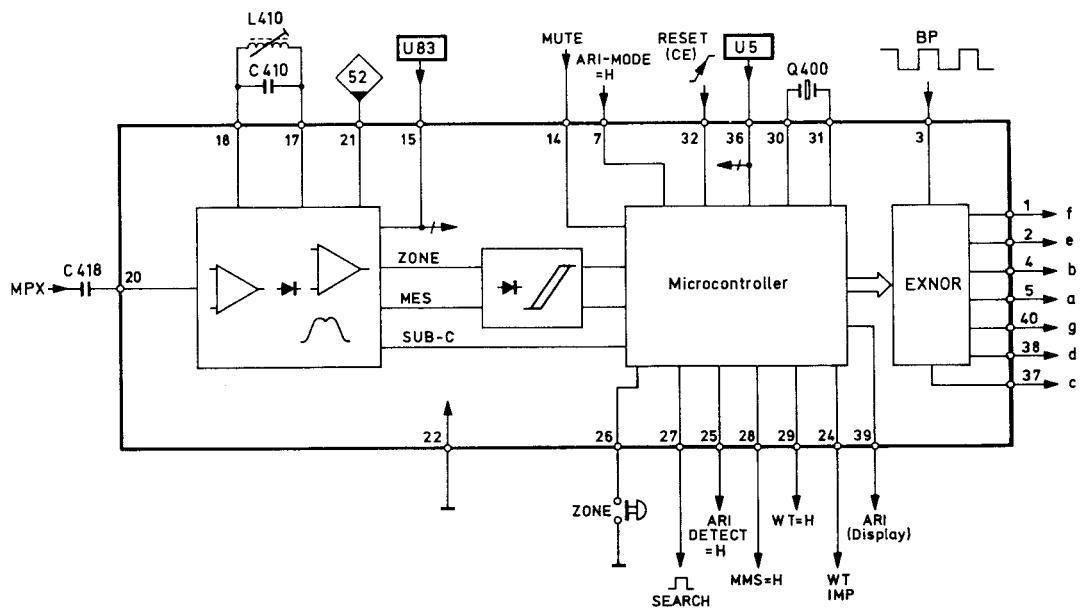 L410
C410
52
U83
MUTE
ARI-MODE
=H
RESET
(CE)
U5
Q400
BP
18
17
21
15
14
7
32
36
30
31
3
MPX
C418
20
ZONE
MES
SUB-C
Microcontroller
EXNOR
1 f
2 e
4 b
5 a
40 g
38 d
37 c
22
26
27
25
28
29
24
39
ZONE
SEARCH
ARI
DETECT
=H
MMS=H
WT=H
WT
IMP
ARI
(Display)